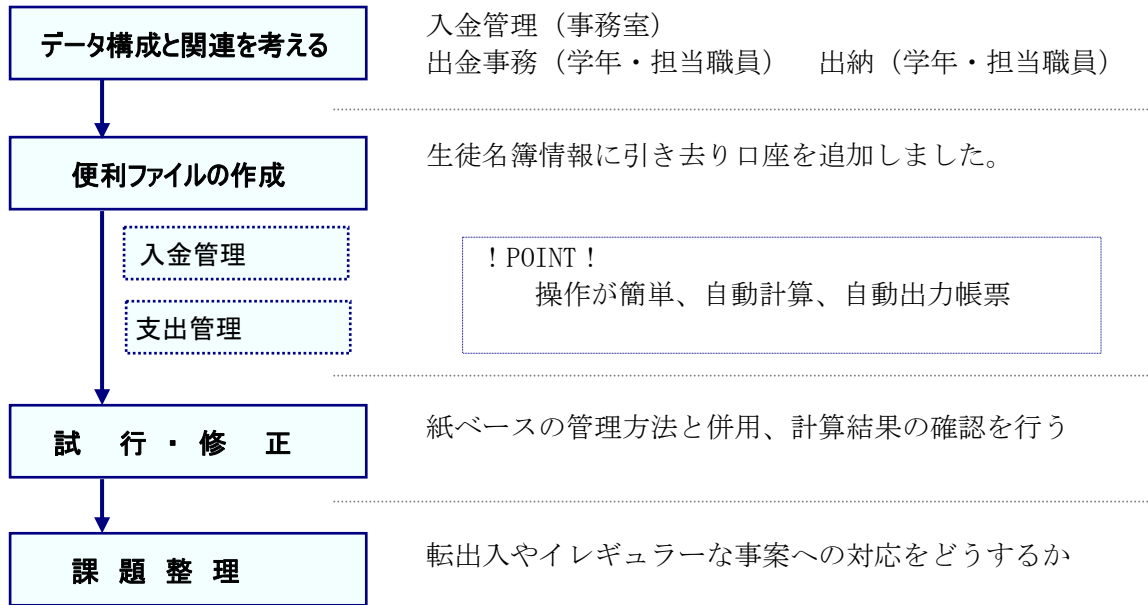 データ構成と関連を考える
入金管理（事務室）
出金事務（学年・担当職員）　出納（学年・担当職員）
便利ファイルの作成
生徒名簿情報に引き去り口座を追加しました。
入金管理
支出管理
！POINT！
操作が簡単、自動計算、自動出力帳票
試　行・修　正
紙ベースの管理方法と併用、計算結果の確認を行う
課 題 整 理
転出入やイレギュラーな事案への対応をどうするか